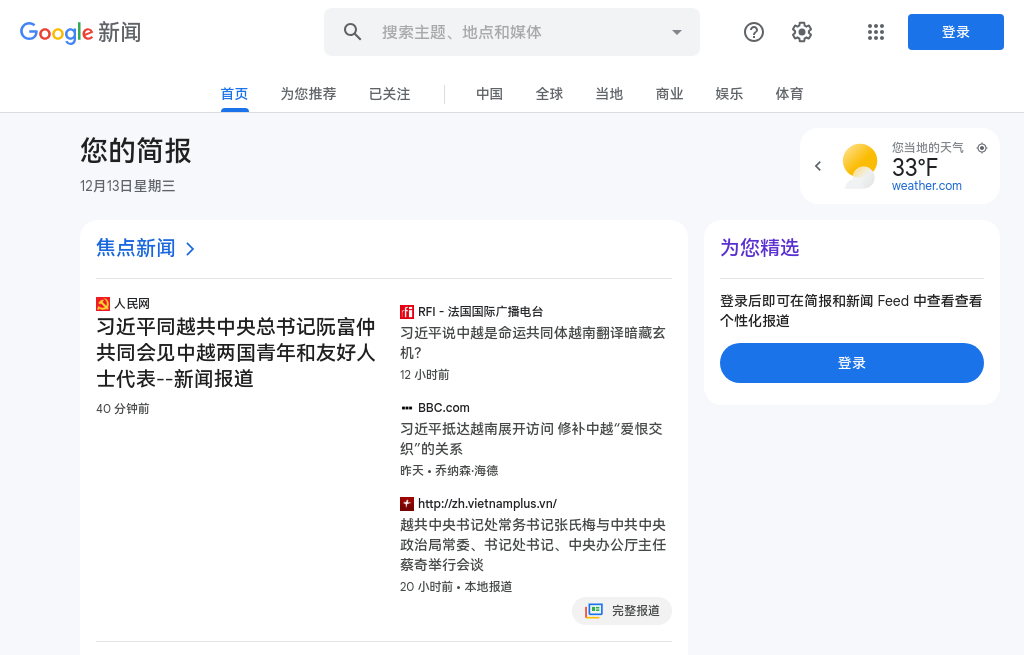 Google 新闻
搜索主题、地点和媒体
登录
首页
为您推荐
已关注
中国
全球
当地
商业
娱乐
体育
您的简报
12月13日星期三
您当地的天气
33°F
weather.com
焦点新闻
人民网
习近平同越共中央总书记阮富仲
共同会见中越两国青年和友好人
士代表--新闻报道
40 分钟前
RFI - 法国国际广播电台
习近平说中越是命运共同体越南翻译暗藏玄
机？
12 小时前
BBC.com
习近平抵达越南展开访问 修补中越“爱恨交
织”的关系
昨天 • 乔纳森·海德
http://zh.vietnamplus.vn/
越共中央书记处常务书记张氏梅与中共中央
政治局常委、书记处书记、中央办公厅主任
蔡奇举行会谈
20 小时前 • 本地报道
完整报道
为您精选
登录后即可在简报和新闻 Feed 中查看查看
个性化报道
登录